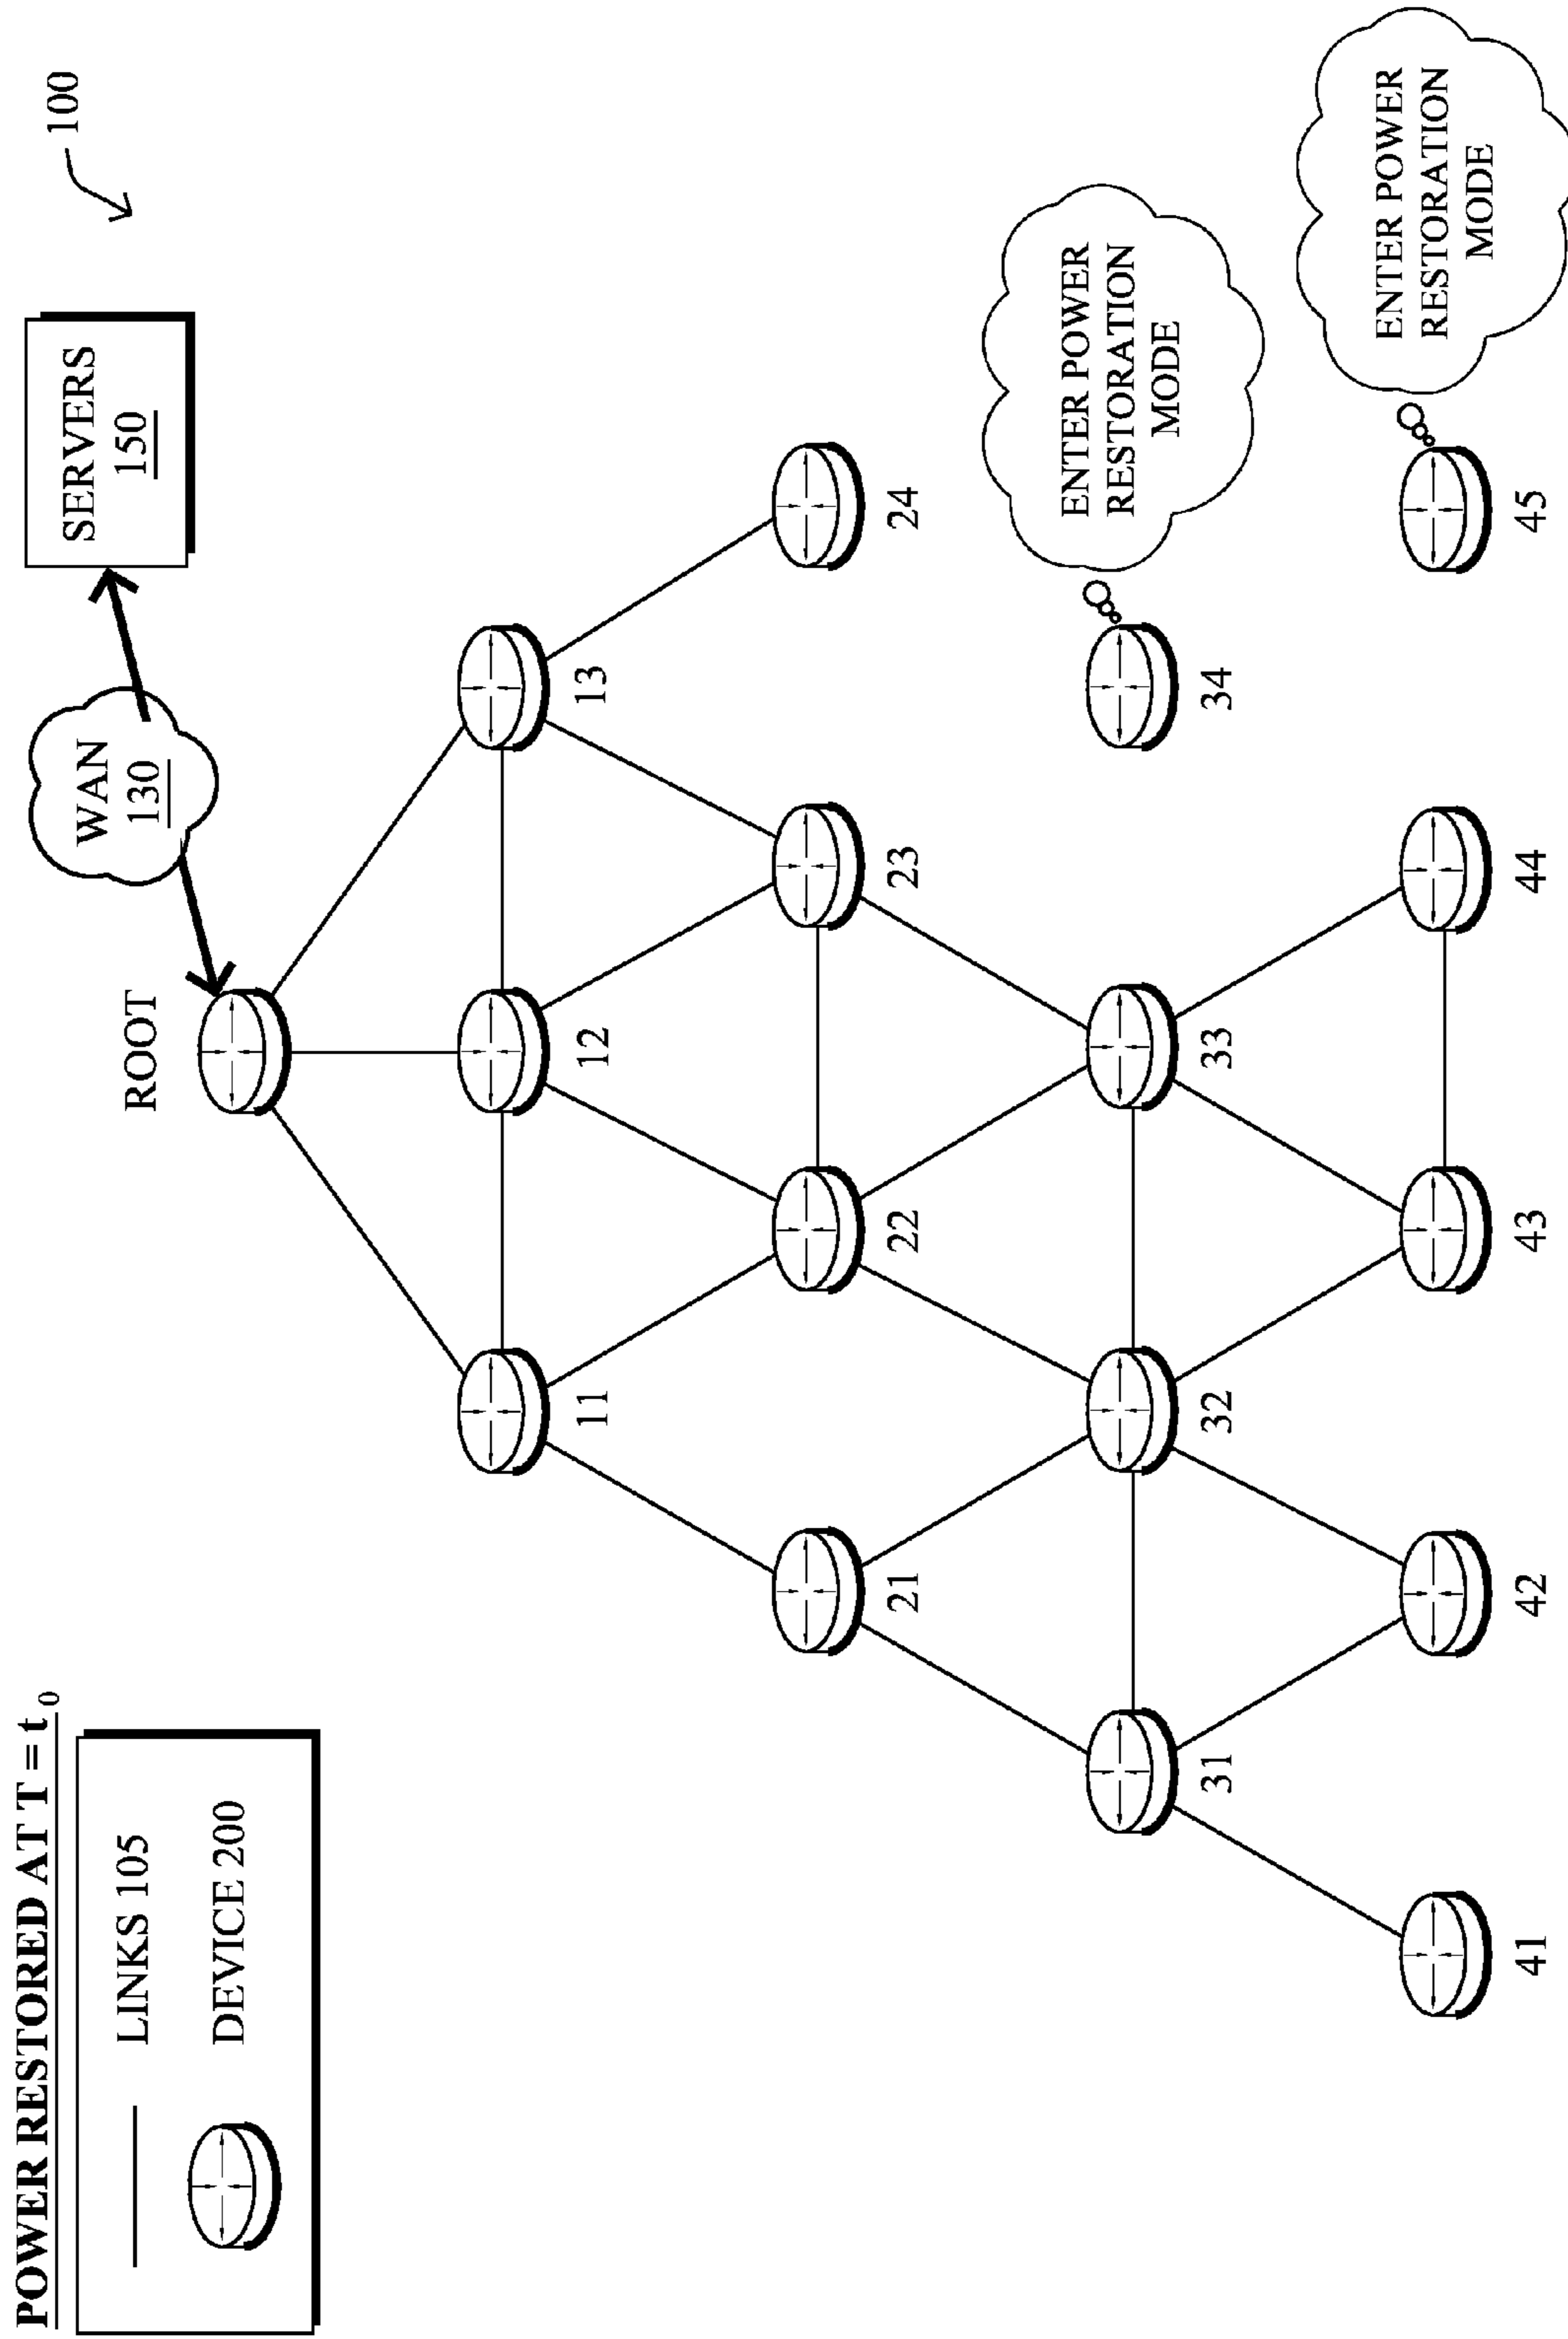 POWER RESTORED AT T = t0
LINKS 105
DEVICE 200
100
SERVERS
150
WAN
130
ROOT
11
12
13
21
22
23
24
31
32
33
34
ENTER POWER
RESTORATION
MODE
41
42
43
44
45
ENTER POWER
RESTORATION
MODE